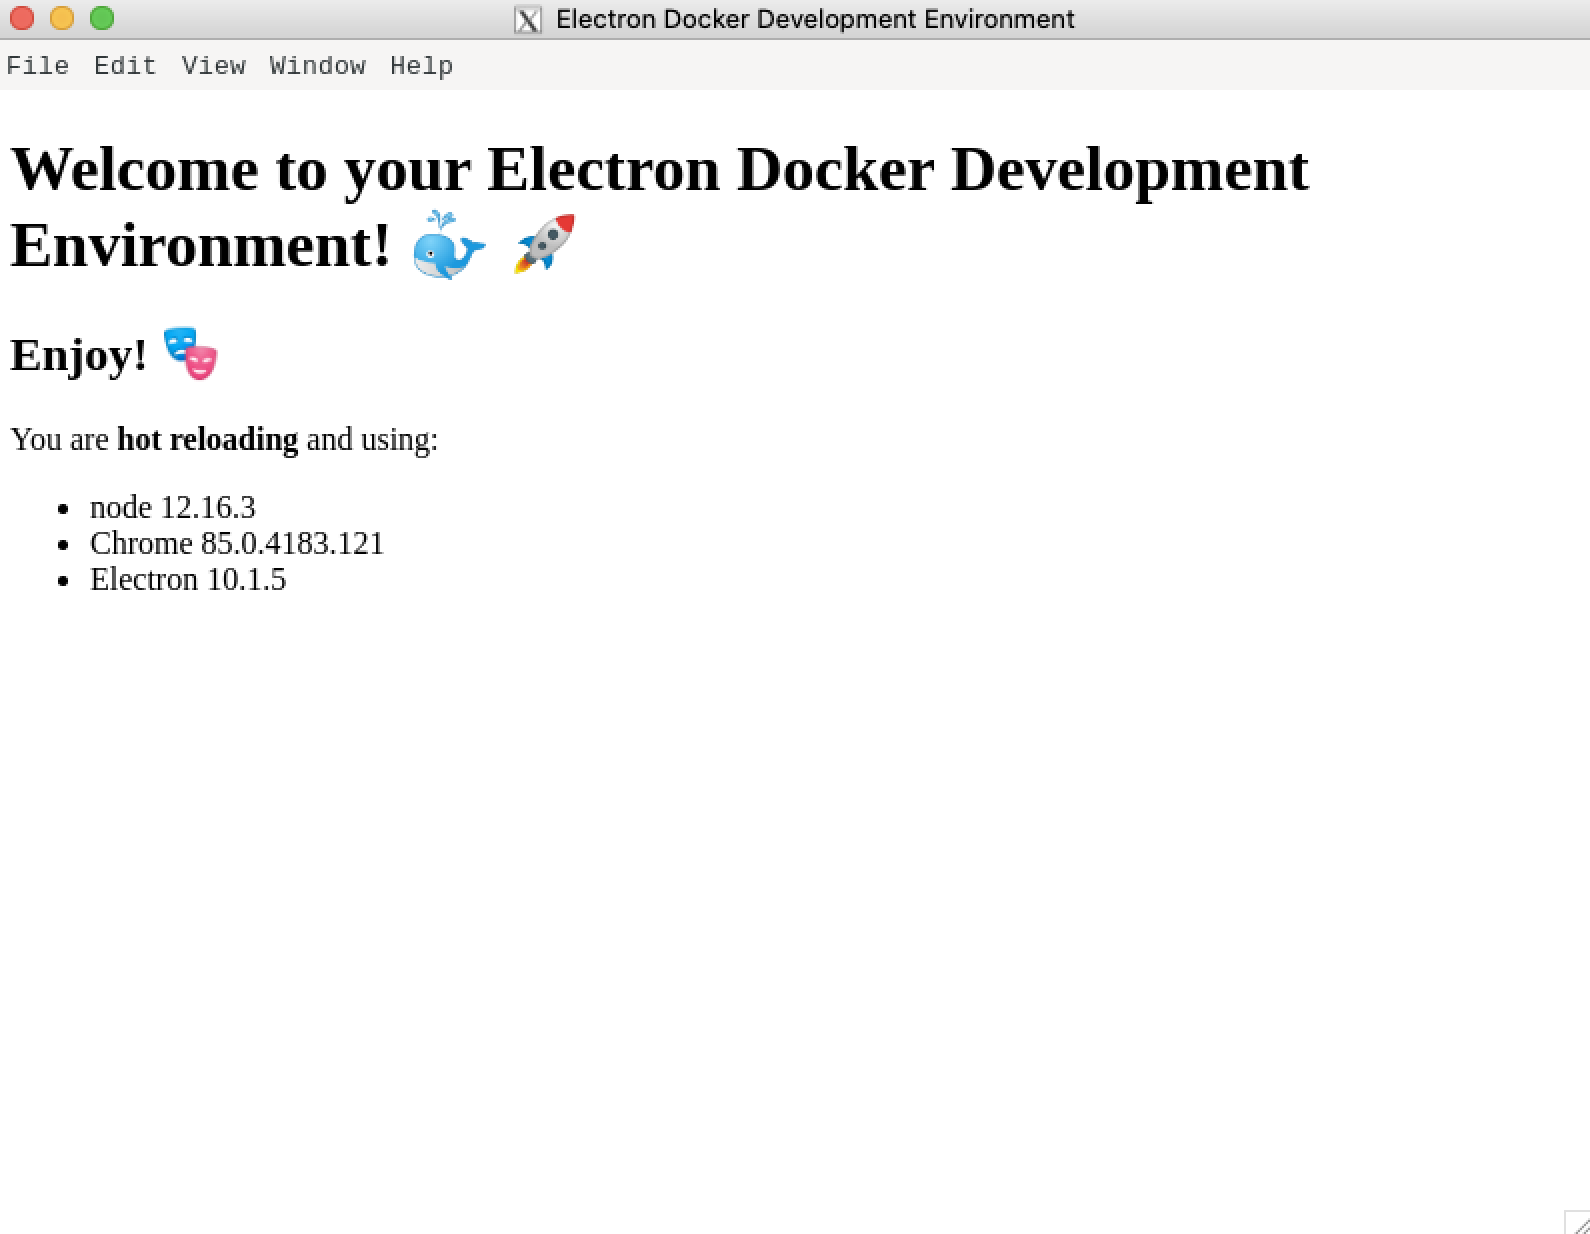 Electron Docker Development Environment
File Edit View Window Help
Welcome to your Electron Docker Development
Environment! 🐳 🚀
Enjoy! 🎭
You are hot reloading and using:
• node 12.16.3
• Chrome 85.0.4183.121
• Electron 10.1.5